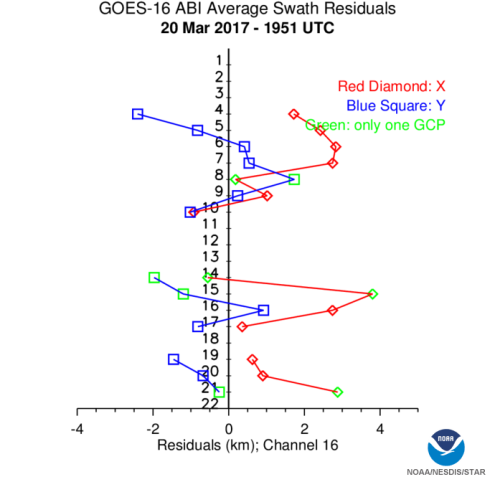 GOES-16 ABI Average Swath Residuals
20 Mar 2017 - 1951 UTC
1
2
3
Red Diamond: X
4
Blue Square: Y
5
Green: only one GCP
6
7
8
9
10
11
12
13
14
15
16
17
18
19
20
21
22
-4 -2 0 2 4
Residuals (km); Channel 16
NOAA
NOAA/NESDIS/STAR